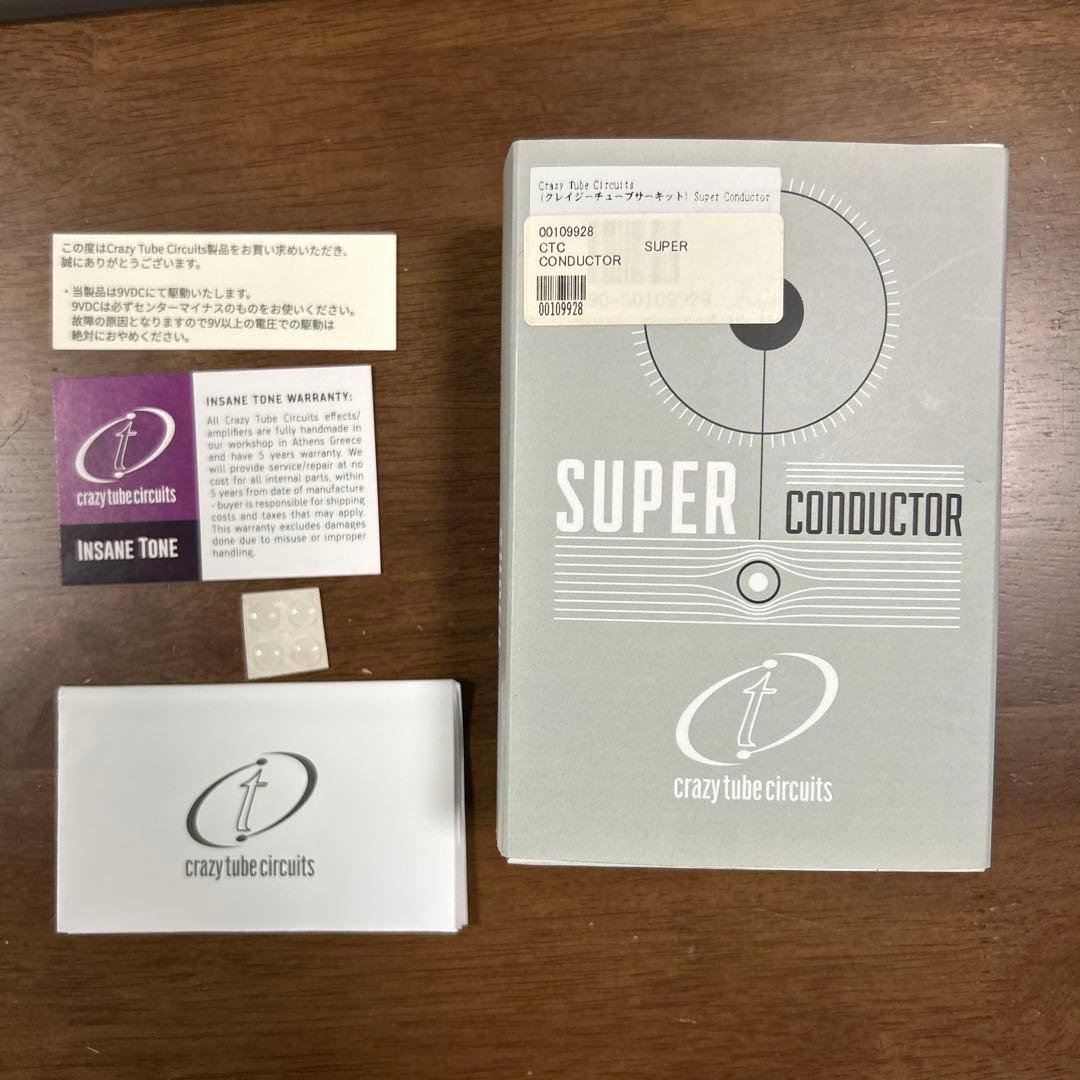 この度はCrazy Tube Circuits製品をお買い求めいただき、
誠にありがとうございます。
・当製品は9VDCにて駆動いたします。
9VDCは必ずセンターマイナスのものをお使いください。
故障の原因となりますので9V以上の電圧での駆動は
絶対におやめください。
t
crazy tube circuits
INSANE TONE
INSANE TONE WARRANTY:
All Crazy Tube Circuits effects/
amplifiers are fully handmade in
our workshop in Athens Greece
and have 5 years warranty. We
will provide service/repair at no
cost for all internal parts, within
5 years from date of manufacture
- buyer is responsible for shipping
costs and taxes that may apply.
This warranty excludes damages
done due to misuse or improper
handling.
t
crazy tube circuits
Crazy Tube Circuits
(クレイジーチューブサーキット) Super Conductor
00109928
CTC SUPER
CONDUCTOR
00109928
SUPER CONDUCTOR
t
crazy tube circuits